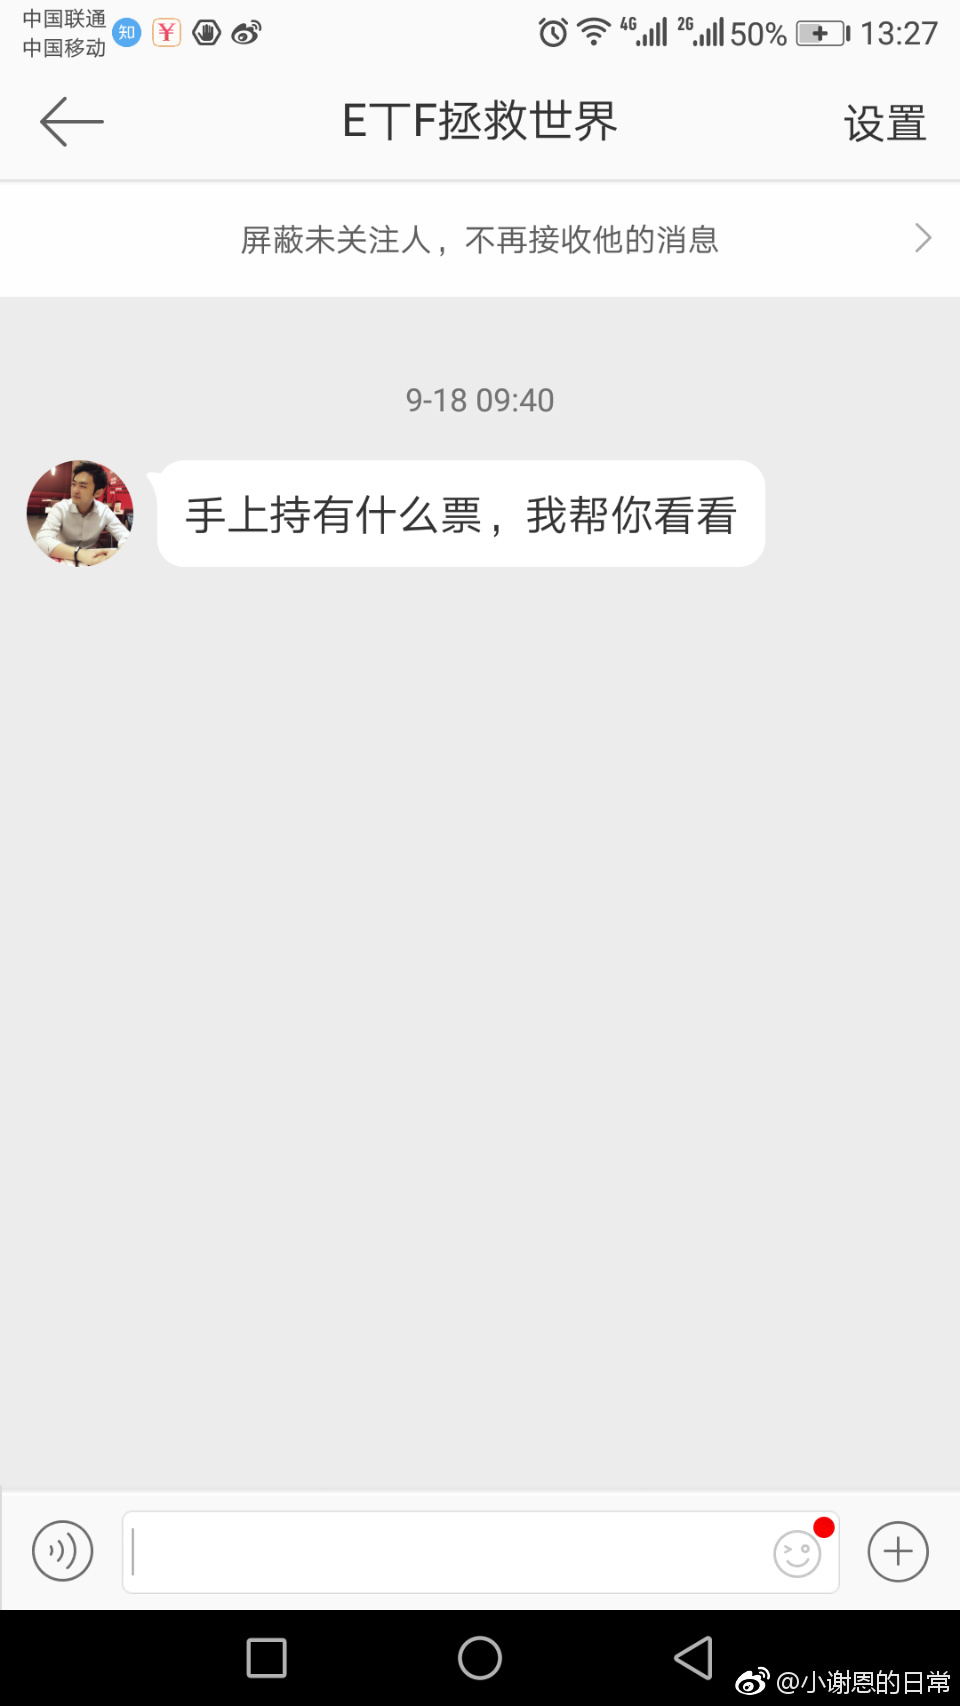 中国联通
中国移动
知
¥
4G
2G
50%
13:27
E丅F拯救世界
设置
屏蔽未关注人，不再接收他的消息
9-18 09:40
手上持有什么票，我帮你看看
@小谢恩的日常